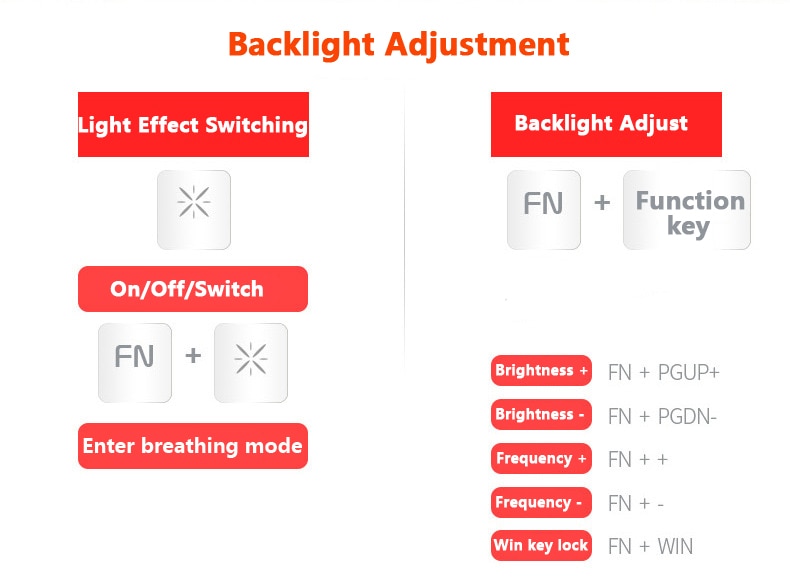 Backlight Adjustment
Light Effect Switching
On/Off/Switch
FN +
Enter breathing mode
Backlight Adjust
FN + Function
key
Brightness + FN + PGUP+
Brightness - FN + PGDN-
Frequency + FN + +
Frequency - FN + -
Win key lock FN + WIN